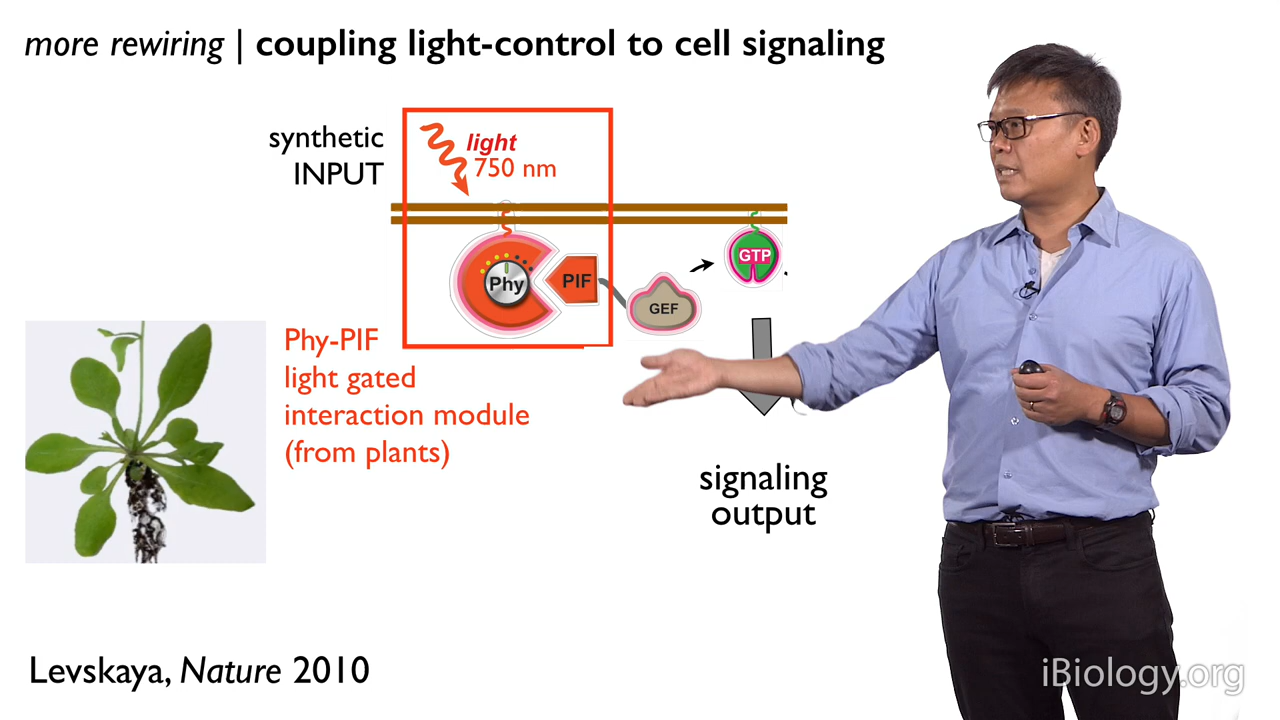 more rewiring | coupling light-control to cell signaling
synthetic
INPUT
light
750 nm
Phy
PIF
GEF
GTP
Phy-PIF
light gated
interaction module
(from plants)
signaling
output
Levskaya, Nature 2010
iBiology.org